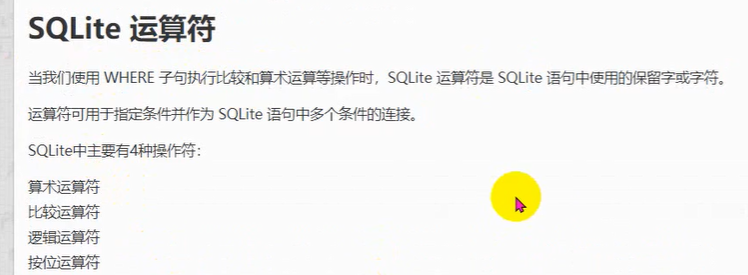 SQLite 运算符
当我们使用 WHERE 子句执行比较和算术运算等操作时，SQLite 运算符是 SQLite 语句中使用的保留字或字符。
运算符可用于指定条件并作为 SQLite 语句中多个条件的连接。
SQLite中主要有4种操作符：
算术运算符
比较运算符
逻辑运算符
按位运算符